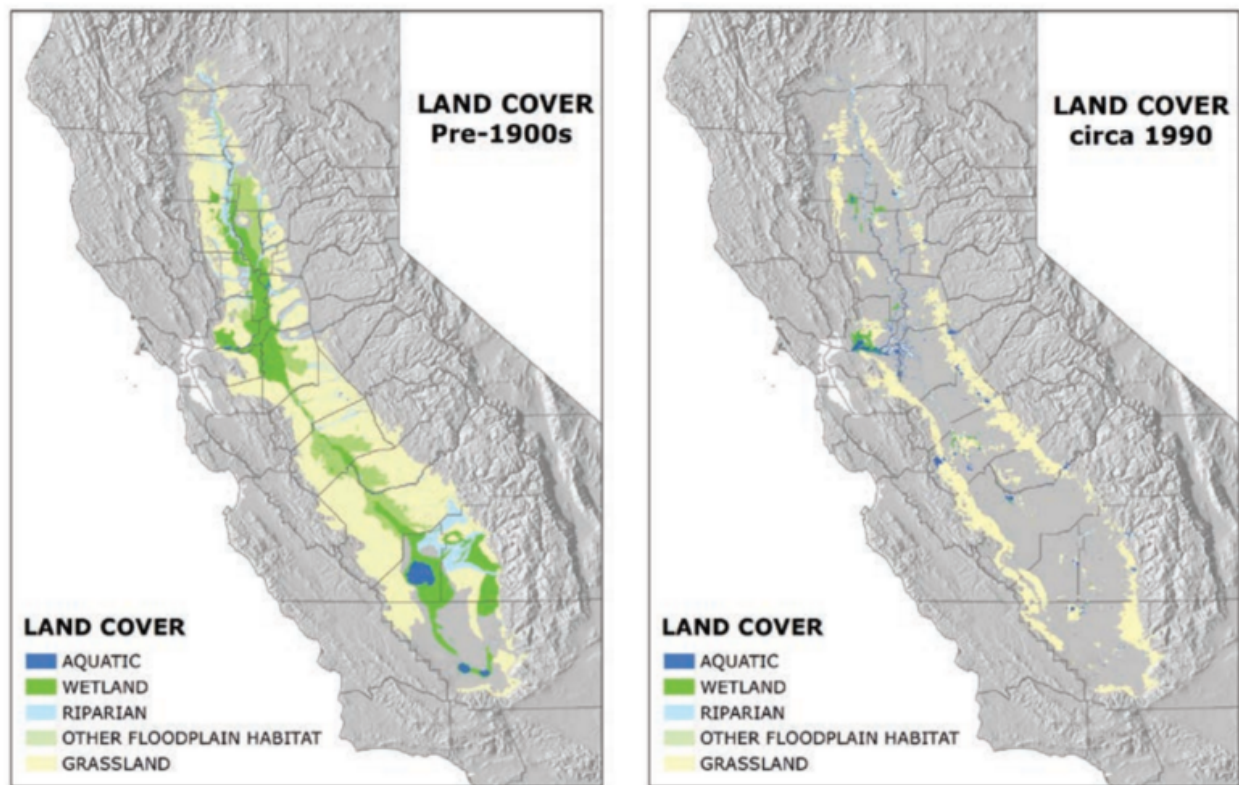 LAND COVER
Pre-1900s
LAND COVER
AQUATIC
WETLAND
RIPARIAN
OTHER FLOODPLAIN HABITAT
GRASSLAND
LAND COVER
circa 1990
LAND COVER
AQUATIC
WETLAND
RIPARIAN
OTHER FLOODPLAIN HABITAT
GRASSLAND